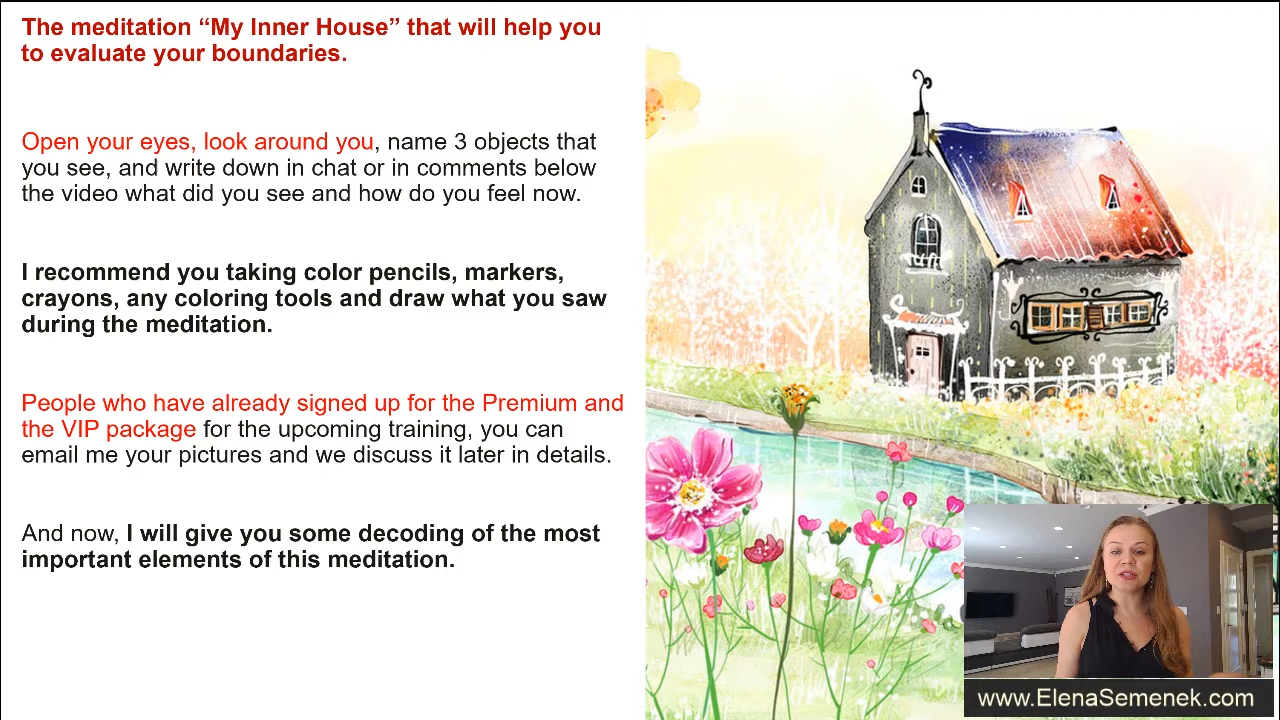 The meditation “My Inner House” that will help you
to evaluate your boundaries.
Open your eyes, look around you, name 3 objects that
you see, and write down in chat or in comments below
the video what did you see and how do you feel now.
I recommend you taking color pencils, markers,
crayons, any coloring tools and draw what you saw
during the meditation.
People who have already signed up for the Premium and
the VIP package for the upcoming training, you can
email me your pictures and we discuss it later in details.
And now, I will give you some decoding of the most
important elements of this meditation.
www.ElenaSemenek.com